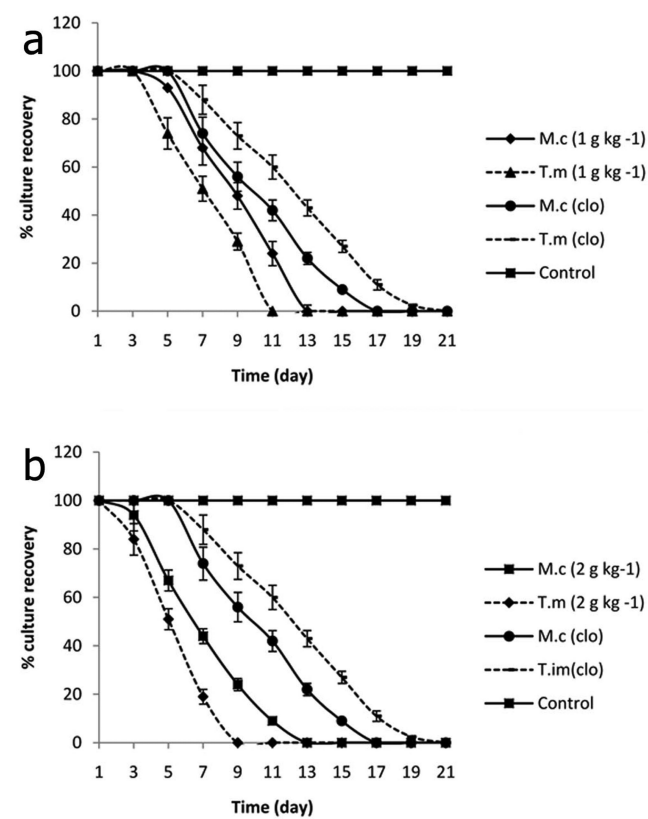 a
120
100
80
60
40
20
0
% culture recovery
1 3 5 7 9 11 13 15 17 19 21
Time (day)
M.c (1 g kg -1)
T.m (1 g kg -1)
M.c (clo)
T.m (clo)
Control
b
120
100
80
60
40
20
0
% culture recovery
1 3 5 7 9 11 13 15 17 19 21
Time (day)
M.c (2 g kg-1)
T.m (2 g kg -1)
M.c (clo)
T.im(clo)
Control